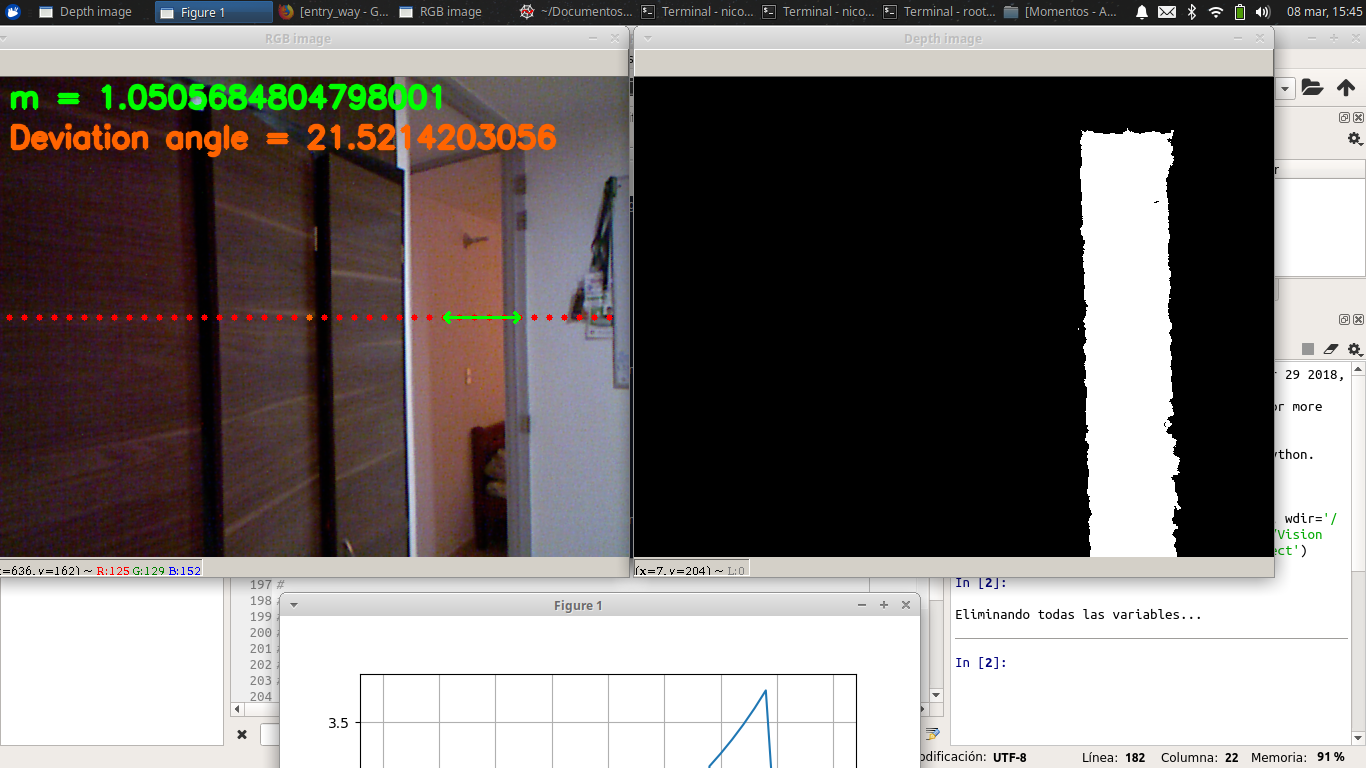 Depth image
Figure 1
[entry_way - G...
RGB image
~/Documentos...
Terminal - nico...
Terminal - nico...
Terminal - root...
[Momentos - A...
08 mar, 15:45
RGB image
Depth image
m = 1.0505684804798001
Deviation angle = 21.5214203056
r
r 29 2018,
or more
ython.
, wdir='/
/Vision
ect')
=636, y=162) ~ R:125 G:129 B:152
(x=7, y=204) ~ L:0
In [2]:
197 #
198
199
200
201
202
203
204
Eliminando todas las variables...
In [2]:
Figure 1
3.5
odificación: UTF-8
Línea: 182
Columna: 22
Memoria: 91 %